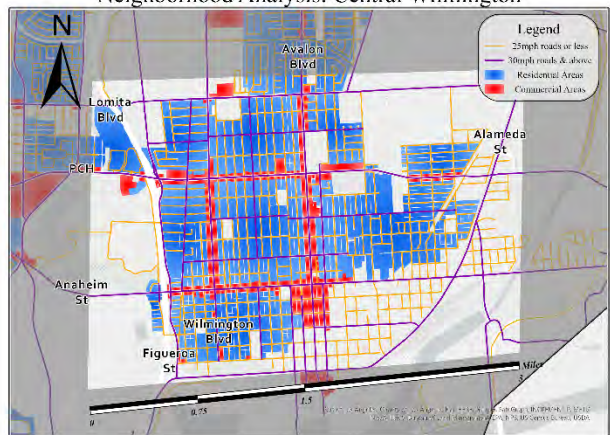 Neighborhood Analysis: Central Wilmington
N
Legend
25mph roads or less
30mph roads & above
Residential Areas
Commercial Areas
Avalon
Blvd
Lomita
Blvd
Alameda
St
PCH
Anaheim
St
Wilmington
Blvd
Figueroa
St
Miles
0
0.75
1.5
3